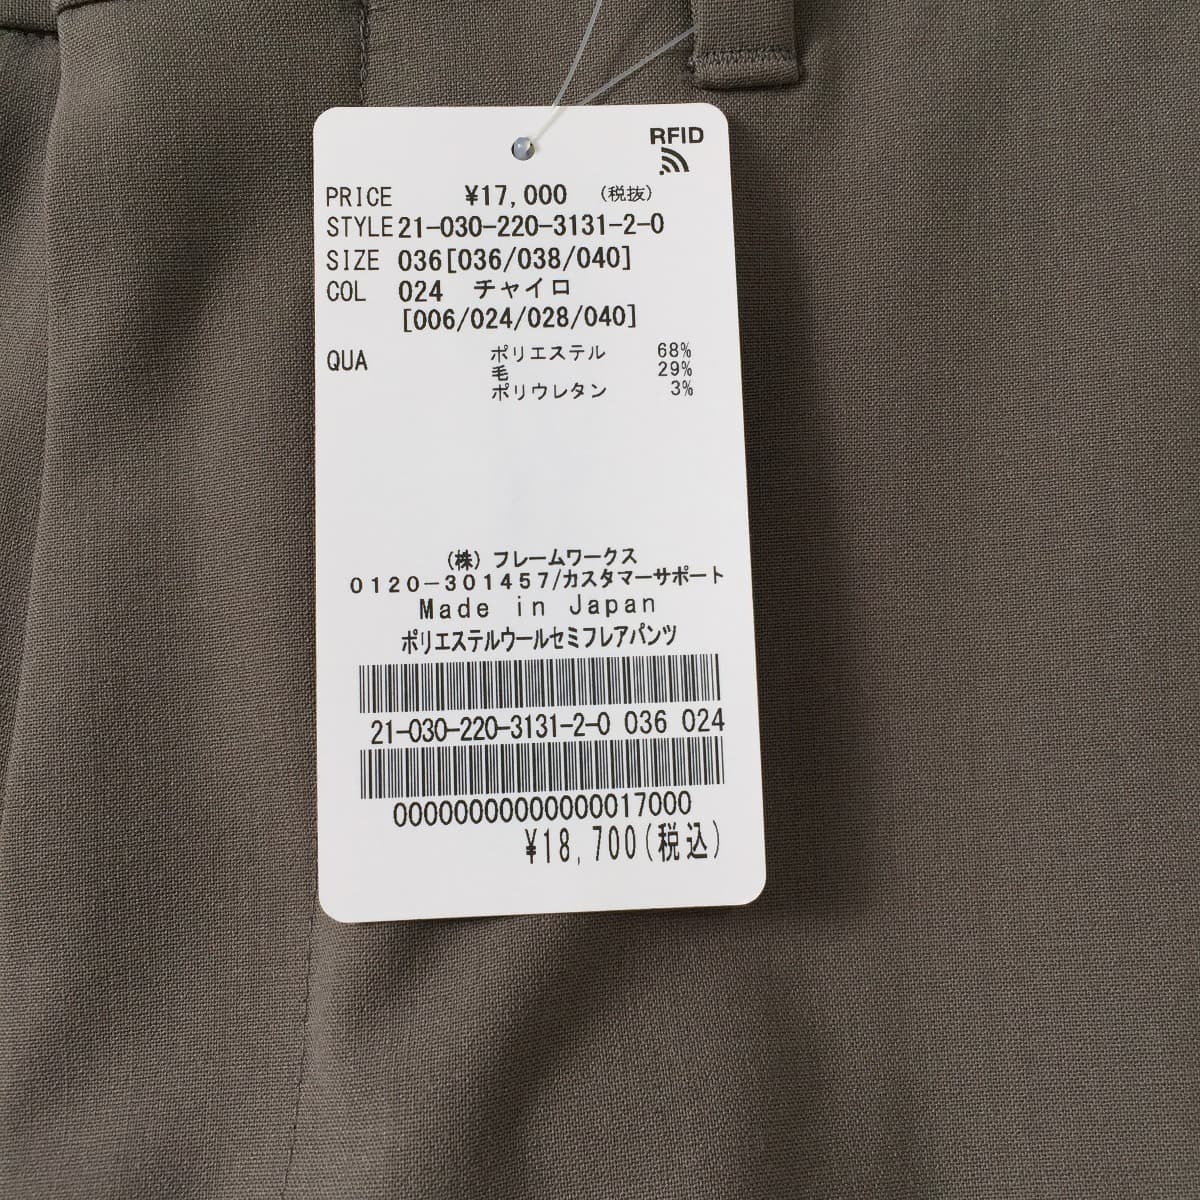 RFID
PRICE ¥17,000 (税抜)
STYLE 21-030-220-3131-2-0
SIZE 036[036/038/040]
COL 024 チャイロ
[006/024/028/040]
QUA ポリエステル 68%
毛 29%
ポリウレタン 3%
(株)フレームワークス
0120-301457/カスタマーサポート
Made in Japan
ポリエステルウールセミフレアパンツ
21-030-220-3131-2-0 036 024
00000000000000017000
¥18,700(税込)